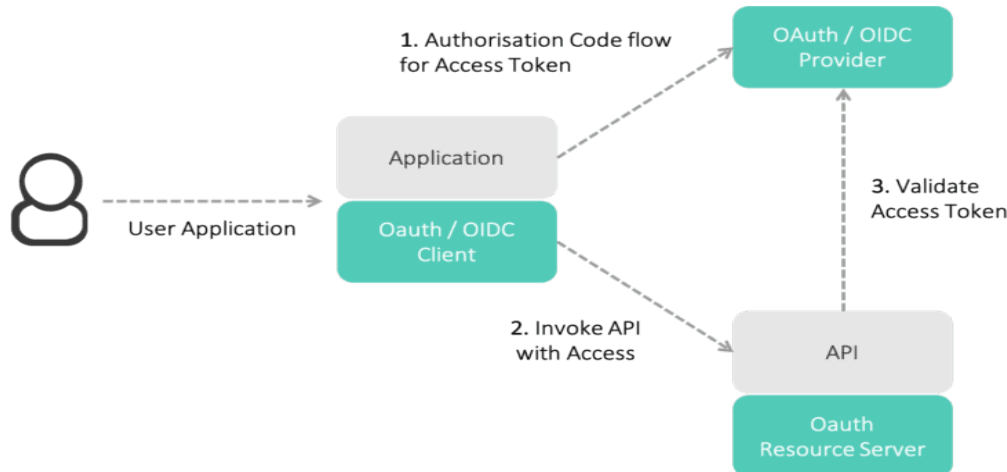 1. Authorisation Code flow
for Access Token
OAuth / OIDC
Provider
Application
User Application
Oauth / OIDC
Client
3. Validate
Access Token
2. Invoke API
with Access
API
Oauth
Resource Server